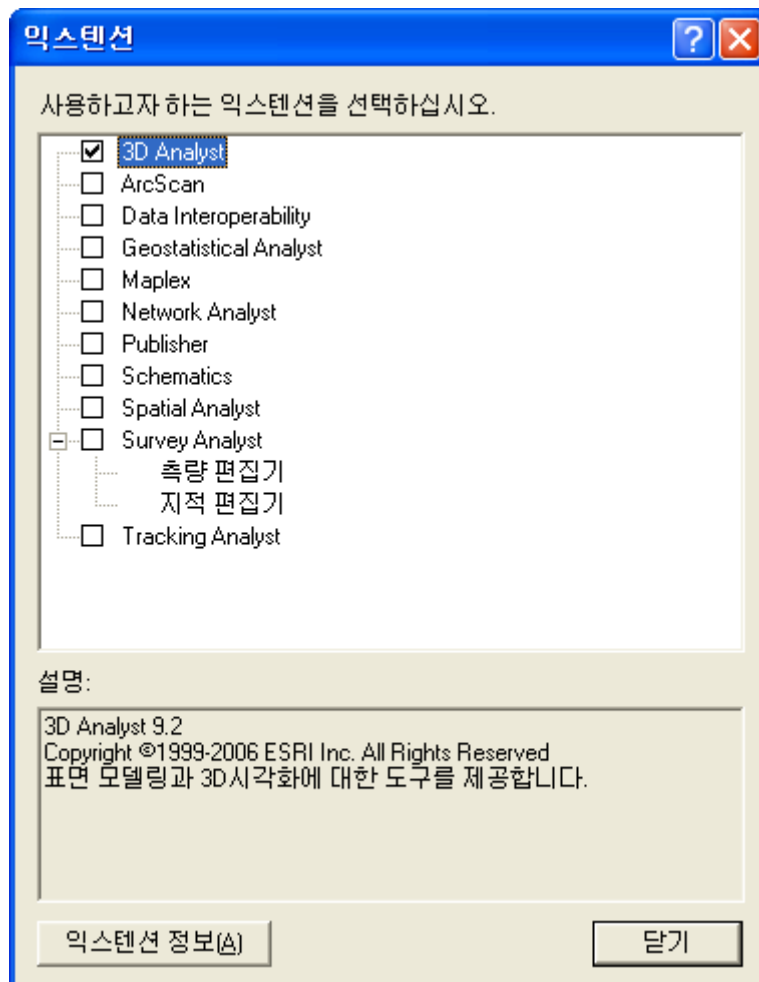 익스텐션
사용하고자 하는 익스텐션을 선택하십시오.
3D Analyst
ArcScan
Data Interoperability
Geostatistical Analyst
Maplex
Network Analyst
Publisher
Schematics
Spatial Analyst
Survey Analyst
측량 편집기
지적 편집기
Tracking Analyst
설명:
3D Analyst 9.2
Copyright ©1999-2006 ESRI Inc. All Rights Reserved
표면 모델링과 3D시각화에 대한 도구를 제공합니다.
익스텐션 정보(A) 닫기